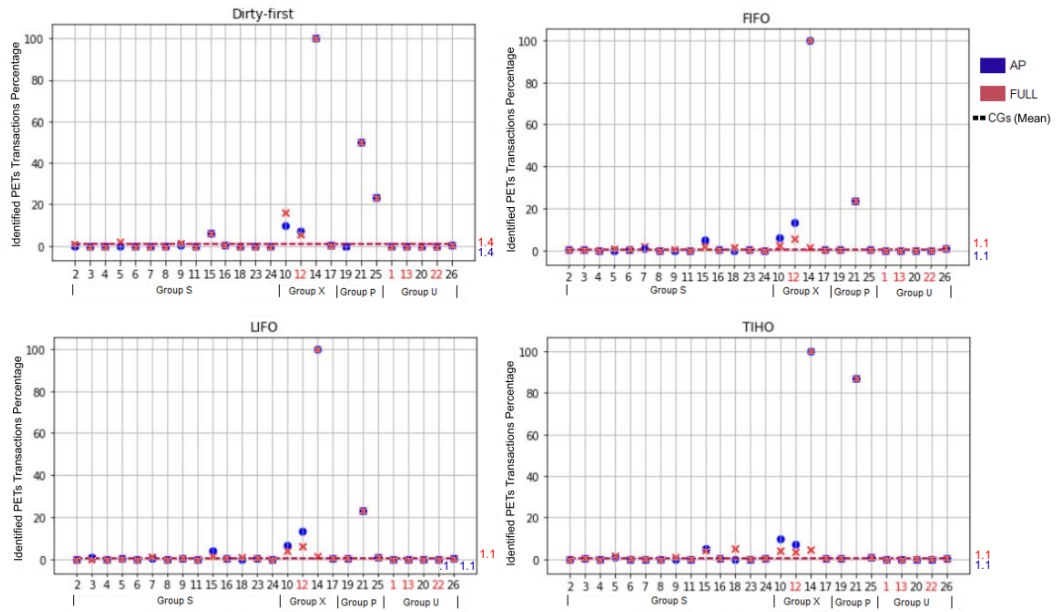 Dirty-first
Identified PETs Transactions Percentage
100
80
60
40
20
0
1.4
1.4
2 3 4 5 6 7 8 9 11 15 16 18 23 24 10 12 14 17 19 21 25 1 13 20 22 26
Group S Group X Group P Group U
FIFO
Identified PETs Transactions Percentage
100
80
60
40
20
0
1.1
1.1
2 3 4 5 6 7 8 9 11 15 16 18 23 24 10 12 14 17 19 21 25 1 13 20 22 26
Group S Group X Group P Group U
AP
FULL
CGs (Mean)
LIFO
Identified PETs Transactions Percentage
100
80
60
40
20
0
1.1
.1 1.1
2 3 4 5 6 7 8 9 11 15 16 18 23 24 10 12 14 17 19 21 25 1 13 20 22 26
Group S Group X Group P Group U
TIHO
Identified PETs Transactions Percentage
100
80
60
40
20
0
1.1
1.1
2 3 4 5 6 7 8 9 11 15 16 18 23 24 10 12 14 17 19 21 25 1 13 20 22 26
Group S Group X Group P Group U